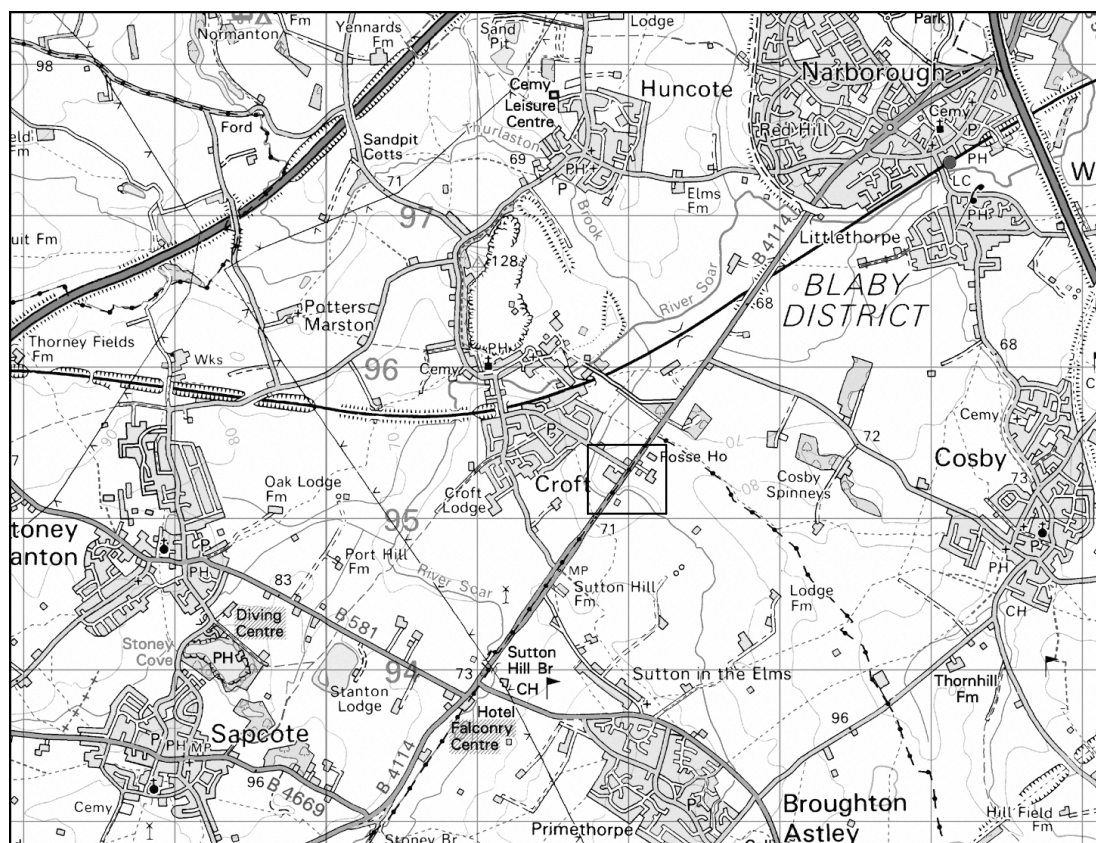 Fm
Normanton
Yennards
Fm
Sand
Pit
Lodge
Park
98
Huncote
Narborough
Cemy
Leisure
Centre
Cemy
Ford
Sandpit
Cotts
Thurlaston
Red Hill
P
69
PH
PH
P
LC
71
Elms
Fm
W
97
Brook
B 4114
PH
uit Fm
Littlethorpe
128
River Soar
BLABY
DISTRICT
Potters
Marston
68
Thorney Fields
Fm
Wks
PH
68
96
Cemy
Cemy
P
70
72
Fosse Ho
Cosby
Croft
Lodge
Croft
Cosby
Spinneys
80
73
Oak Lodge
Fm
95
71
toney
anton
P
PH
Port Hill
Fm
MP
P
PH
83
River Soar
Sutton Hill
Fm
Lodge
Fm
Diving
Centre
B 581
CH
Stoney
Cove
PH
Sutton
Hill Br
94
73
CH
Sutton in the Elms
Thornhill
Fm
Stanton
Lodge
Hotel
Falconry
Centre
96
Sapcote
P
PH
MP
B 4114
96
B 4669
P
Cemy
Primethorpe
Broughton
Astley
Hill Field
Fm
Stoney Br